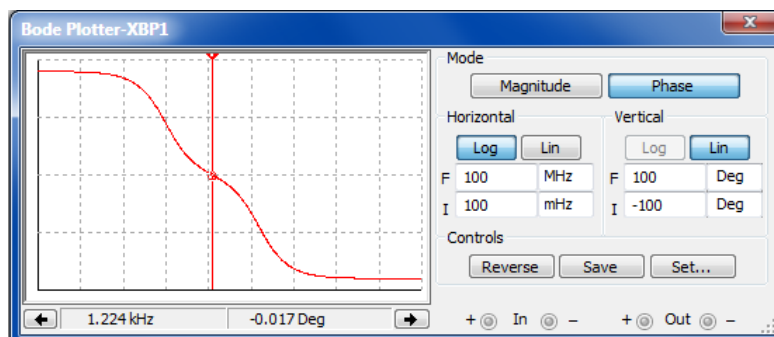 Bode Plotter-XBP1
x
Mode
Magnitude Phase
Horizontal Vertical
Log Lin Log Lin
F 100 MHz F 100 Deg
I 100 mHz I -100 Deg
Controls
Reverse Save Set...
1.224 kHz -0.017 Deg + In − + Out −